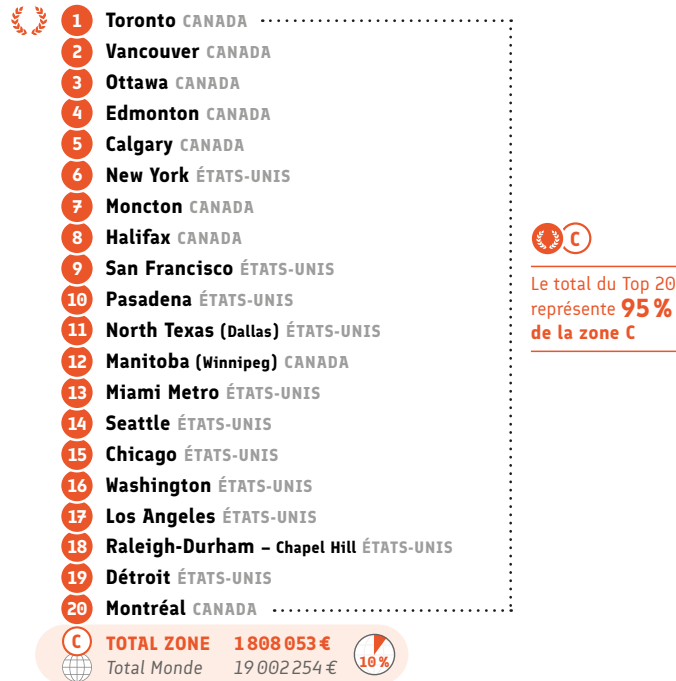 1 Toronto CANADA
2 Vancouver CANADA
3 Ottawa CANADA
4 Edmonton CANADA
5 Calgary CANADA
6 New York ÉTATS-UNIS
7 Moncton CANADA
8 Halifax CANADA
9 San Francisco ÉTATS-UNIS
10 Pasadena ÉTATS-UNIS
11 North Texas (Dallas) ÉTATS-UNIS
12 Manitoba (Winnipeg) CANADA
13 Miami Metro ÉTATS-UNIS
14 Seattle ÉTATS-UNIS
15 Chicago ÉTATS-UNIS
16 Washington ÉTATS-UNIS
17 Los Angeles ÉTATS-UNIS
18 Raleigh-Durham – Chapel Hill ÉTATS-UNIS
19 Détroit ÉTATS-UNIS
20 Montréal CANADA
C
Le total du Top 20
représente 95 %
de la zone C
C TOTAL ZONE 1 808 053 €
Total Monde 19 002 254 €
10 %